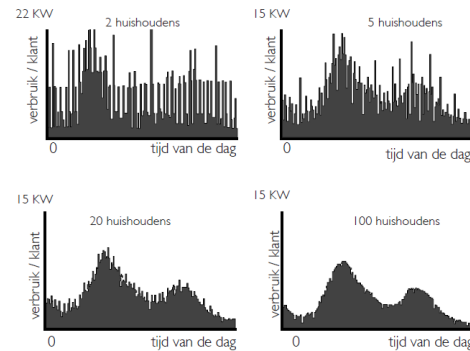 22 KW
2 huishoudens
verbruik / klant
0
tijd van de dag
15 KW
5 huishoudens
verbruik / klant
0
tijd van de dag
15 KW
20 huishoudens
verbruik / klant
0
tijd van de dag
15 KW
100 huishoudens
verbruik / klant
0
tijd van de dag